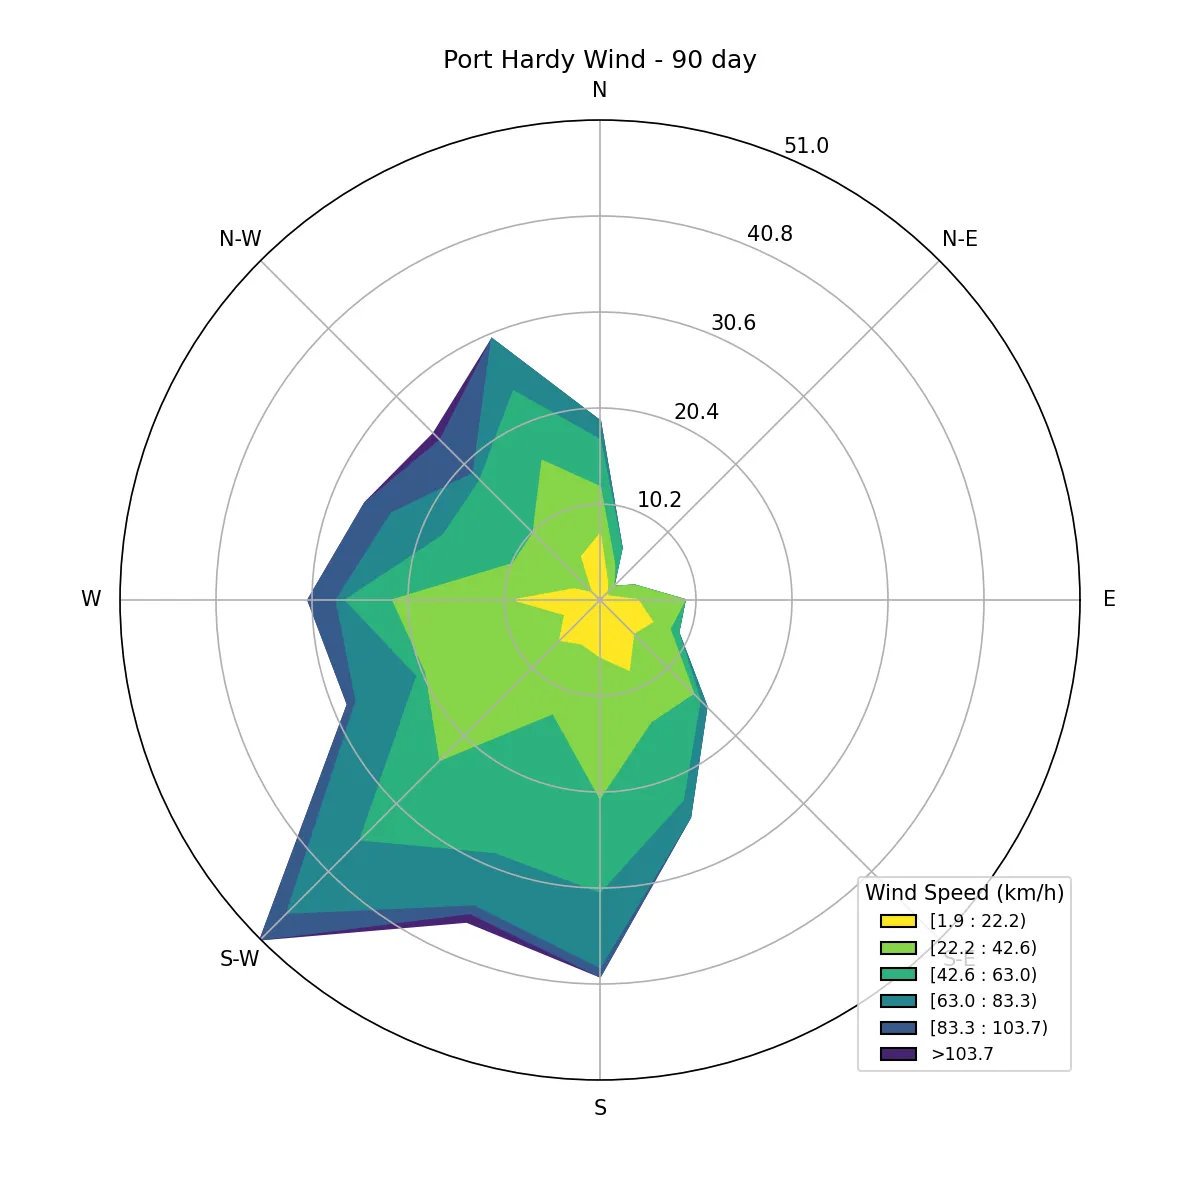 Port Hardy Wind - 90 day
N
51.0
N-W
40.8
N-E
30.6
20.4
10.2
W
E
Wind Speed (km/h)
[1.9 : 22.2)
[22.2 : 42.6)
S-W
S-E
[42.6 : 63.0)
[63.0 : 83.3)
[83.3 : 103.7)
>103.7
S